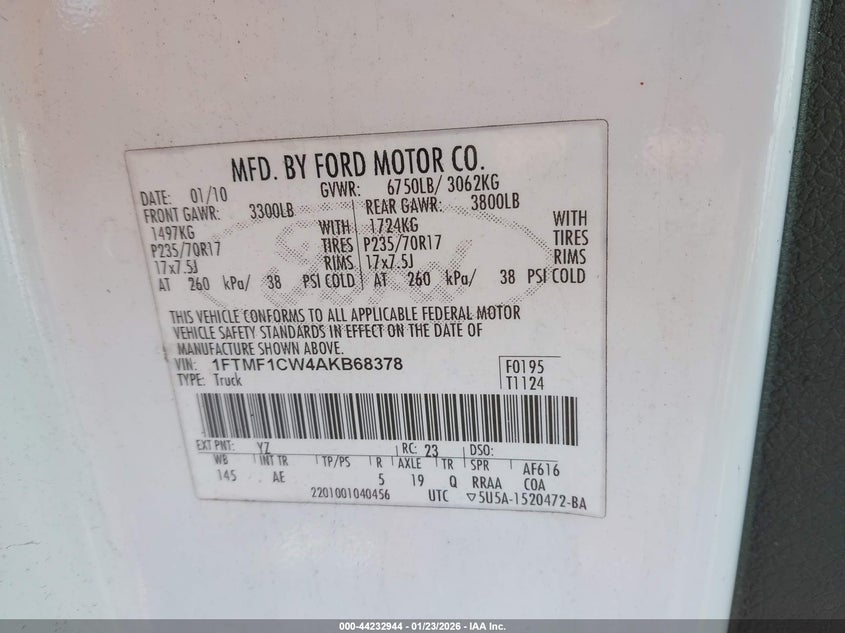 MFD. BY FORD MOTOR CO.
DATE: 01/10 GVWR: 6750LB/ 3062KG
FRONT GAWR: 3300LB REAR GAWR: 3800LB
1497KG WITH 1724KG WITH
P235/70R17 TIRES P235/70R17 TIRES
17x7.5J RIMS 17x7.5J RIMS
AT 260 kPa/ 38 PSI COLD AT 260 kPa/ 38 PSI COLD
THIS VEHICLE CONFORMS TO ALL APPLICABLE FEDERAL MOTOR
VEHICLE SAFETY STANDARDS IN EFFECT ON THE DATE OF
MANUFACTURE SHOWN ABOVE.
VIN: 1FTMF1CW4AKB68378 F0195
TYPE: Truck T1124
EXT PNT: YZ RC: 23 DSO:
WB INT TR TP/PS R AXLE TR SPR AF616
145 AE 5 19 Q RRAA COA
2201001040456 UTC ▽5U5A-1520472-BA
000-44232944 | 01/23/2026 - IAA Inc.